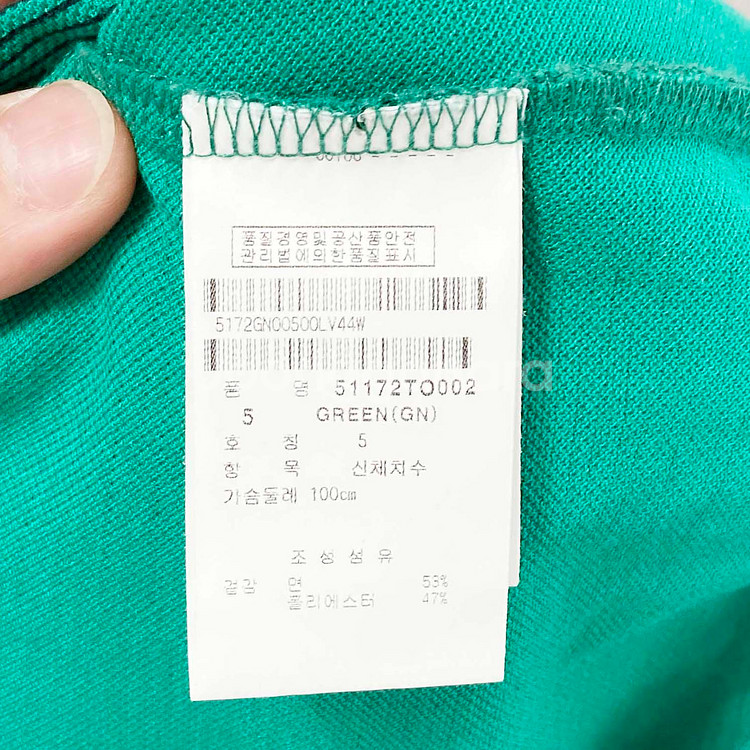 품질경영및공산품안전
관리법에의한품질표시
5172GN00500LV44W
품 명 51172TO002
5 GREEN(GN)
호 칭 5
항 목 신체치수
가슴둘레 100cm
조성섬유
겉감 면 53%
폴리에스터 47%